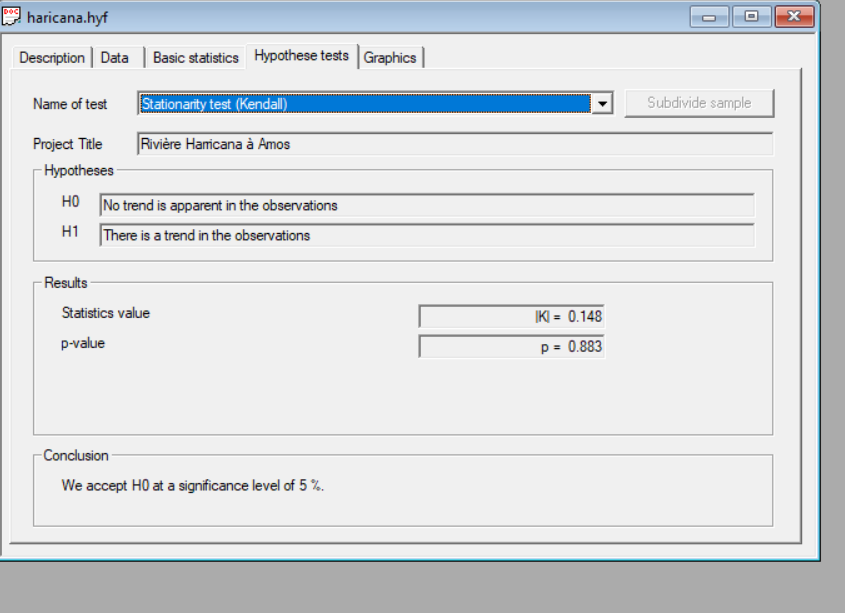 haricana.hyf
Description Data Basic statistics Hypothese tests Graphics
Name of test Stationarity test (Kendall) Subdivide sample
Project Title Rivière Harricana à Amos
Hypotheses
H0 No trend is apparent in the observations
H1 There is a trend in the observations
Results
Statistics value |K| = 0.148
p-value p = 0.883
Conclusion
We accept H0 at a significance level of 5 %.